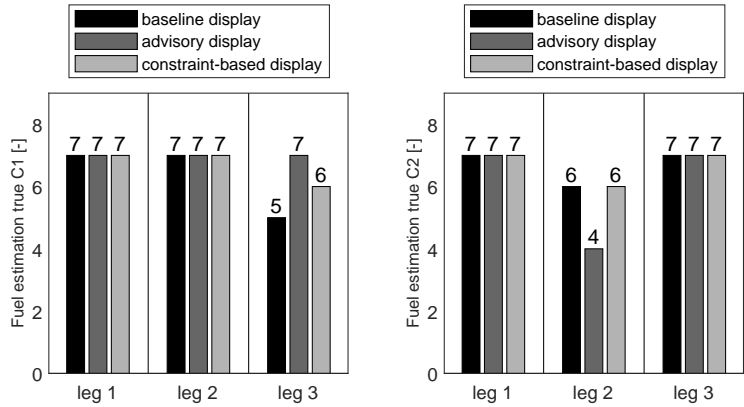 baseline display
advisory display
constraint-based display
Fuel estimation true C1 [-]
8
6
4
2
0
7 7 7
7 7 7
5 7 6
leg 1
leg 2
leg 3
baseline display
advisory display
constraint-based display
Fuel estimation true C2 [-]
8
6
4
2
0
7 7 7
6 4 6
7 7 7
leg 1
leg 2
leg 3